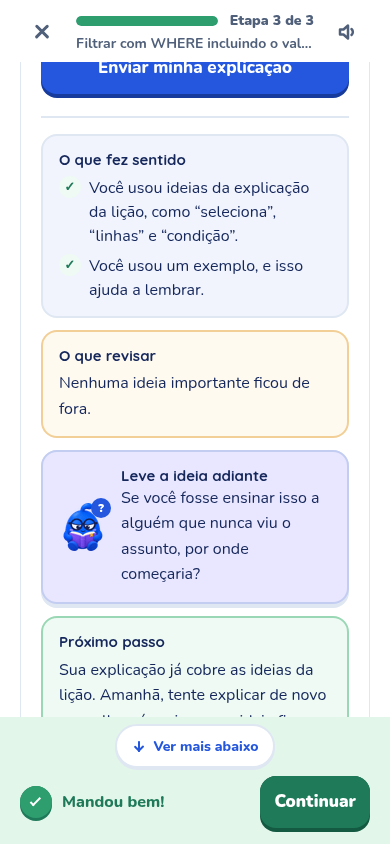 Etapa 3 de 3
Filtrar com WHERE incluindo o val...
Enviar minha explicação
O que fez sentido
✓ Você usou ideias da explicação
da lição, como “seleciona”,
“linhas” e “condição”.
✓ Você usou um exemplo, e isso
ajuda a lembrar.
O que revisar
Nenhuma ideia importante ficou de
fora.
?
Leve a ideia adiante
Se você fosse ensinar isso a
alguém que nunca viu o
assunto, por onde
começaria?
Próximo passo
Sua explicação já cobre as ideias da
lição. Amanhã, tente explicar de novo
Ver mais abaixo
Mandou bem!
Continuar